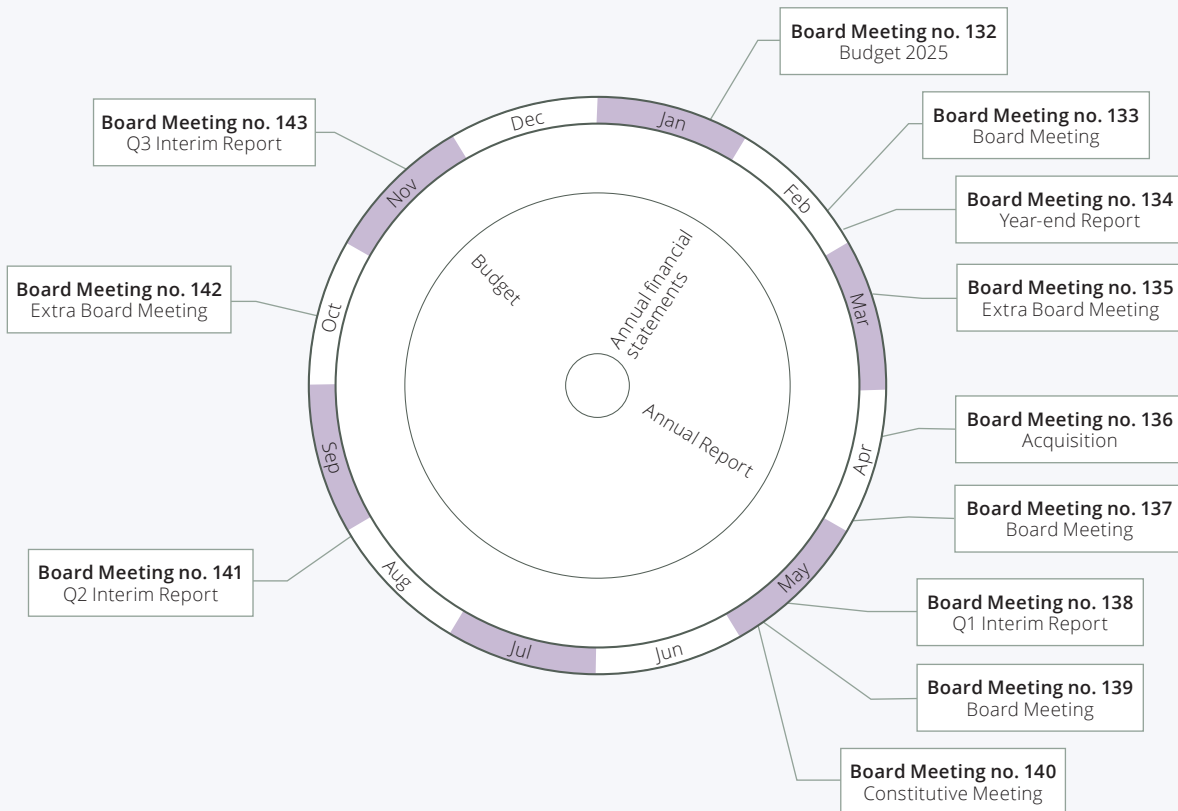 Board Meeting no. 132
Budget 2025
Board Meeting no. 133
Board Meeting
Board Meeting no. 134
Year-end Report
Board Meeting no. 135
Extra Board Meeting
Board Meeting no. 136
Acquisition
Board Meeting no. 137
Board Meeting
Board Meeting no. 138
Q1 Interim Report
Board Meeting no. 139
Board Meeting
Board Meeting no. 140
Constitutive Meeting
Board Meeting no. 141
Q2 Interim Report
Board Meeting no. 142
Extra Board Meeting
Board Meeting no. 143
Q3 Interim Report
Jan
Feb
Mar
Apr
May
Jun
Jul
Aug
Sep
Oct
Nov
Dec
Budget
Annual financial
statements
Annual Report